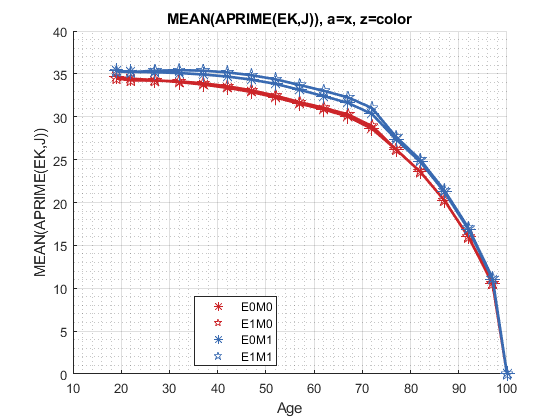 MEAN(APRIME(EK,J)), a=x, z=color
40
35
30
25
20
15
10
5
0
MEAN(APRIME(EK,J))
E0M0
E1M0
E0M1
E1M1
10 20 30 40 50 60 70 80 90 100
Age